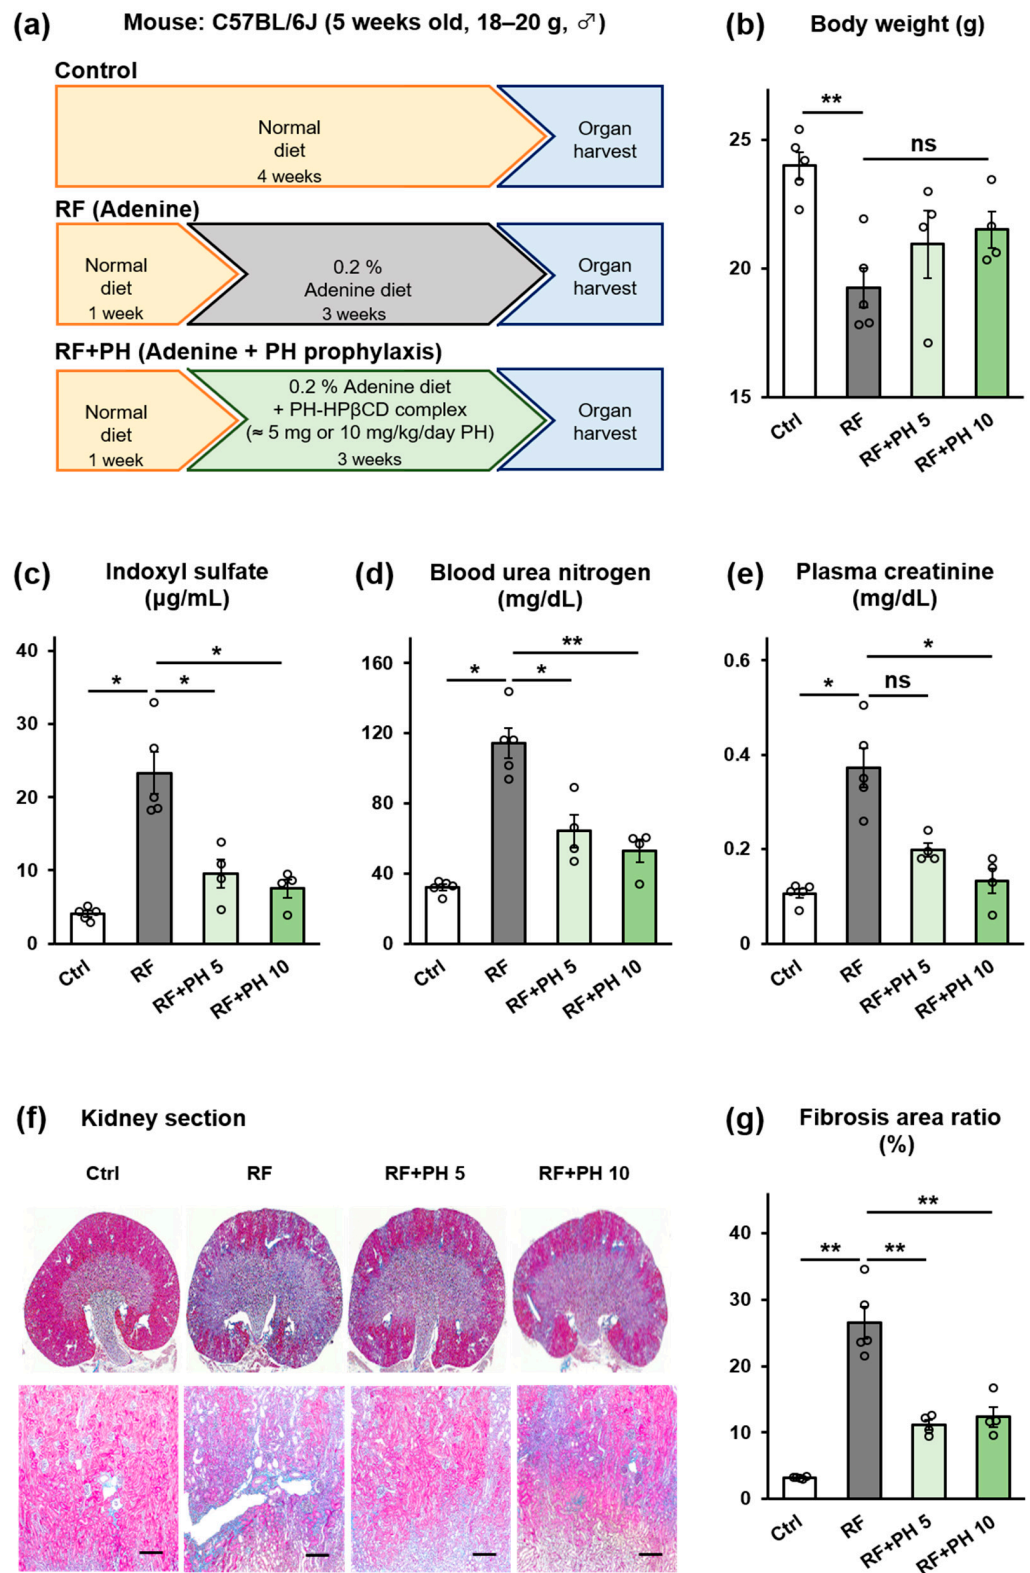 (a)
Mouse: C57BL/6J (5 weeks old, 18–20 g, ♂)
Control
Normal
diet
4 weeks
Organ
harvest
RF (Adenine)
Normal
diet
1 week
0.2 %
Adenine diet
3 weeks
Organ
harvest
RF+PH (Adenine + PH prophylaxis)
Normal
diet
1 week
0.2 % Adenine diet
+ PH-HPβCD complex
(≈ 5 mg or 10 mg/kg/day PH)
3 weeks
Organ
harvest
(b)
Body weight (g)
25
20
15
**
ns
Ctrl
RF
RF+PH 5
RF+PH 10
(c)
Indoxyl sulfate
(μg/mL)
40
30
20
10
0
*
*
*
Ctrl
RF
RF+PH 5
RF+PH 10
(d)
Blood urea nitrogen
(mg/dL)
160
120
80
40
0
**
*
*
Ctrl
RF
RF+PH 5
RF+PH 10
(e)
Plasma creatinine
(mg/dL)
0.6
0.4
0.2
0
*
*
ns
Ctrl
RF
RF+PH 5
RF+PH 10
(f)
Kidney section
Ctrl
RF
RF+PH 5
RF+PH 10
(g)
Fibrosis area ratio
(%)
40
30
20
10
0
**
**
**
Ctrl
RF
RF+PH 5
RF+PH 10